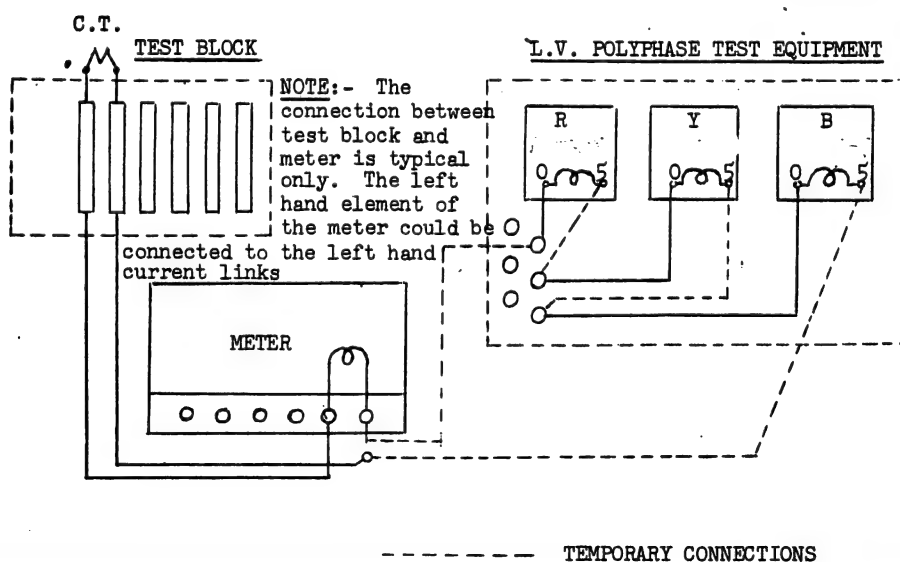 C.T.
TEST BLOCK
L.V. POLYPHASE TEST EQUIPMENT
NOTE:- The
connection between
test block and
meter is typical
only. The left
hand element of
the meter could be
connected to the left hand
current links
R
Y
B
0 5
0 5
0 5
METER
TEMPORARY CONNECTIONS